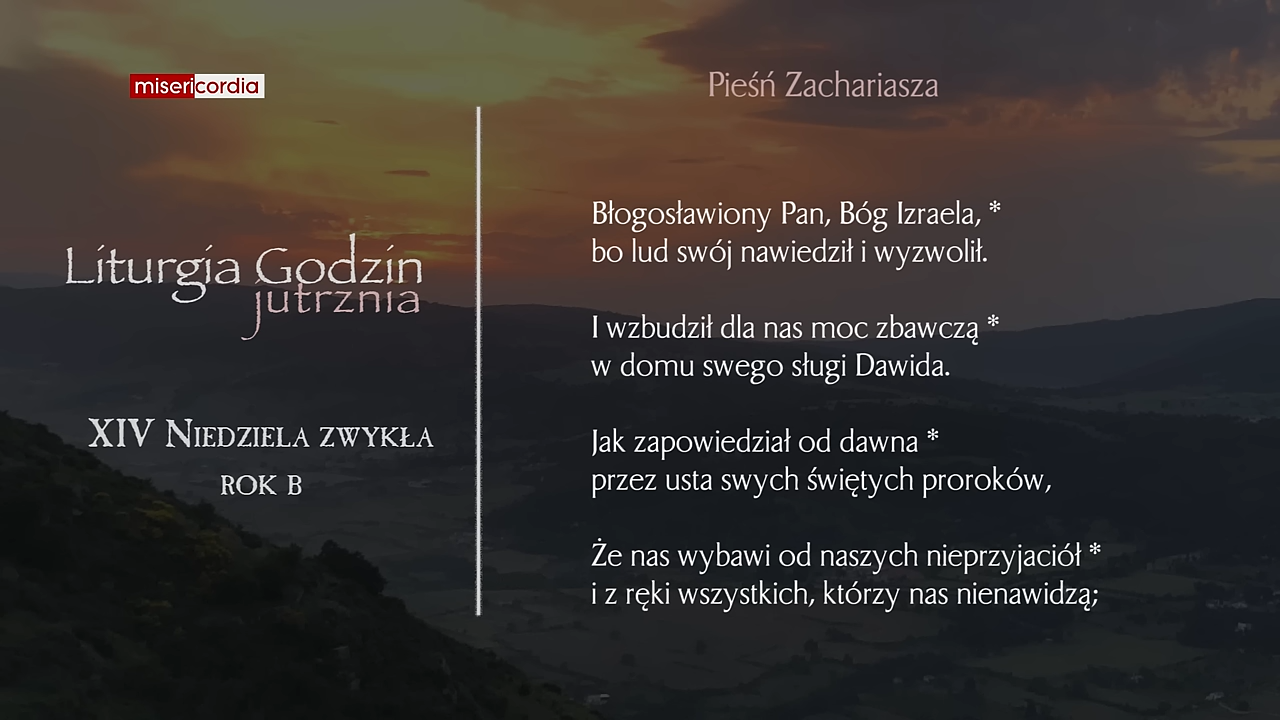 misericordia
Liturgia Godzin
jutrznia
XIV Niedziela zwykła
rok B
Pieśń Zachariasza
Błogosławiony Pan, Bóg Izraela, *
bo lud swój nawiedził i wyzwolił.
I wzbudził dla nas moc zbawczą *
w domu swego sługi Dawida.
Jak zapowiedział od dawna *
przez usta swych świętych proroków,
Że nas wybawi od naszych nieprzyjaciół *
i z ręki wszystkich, którzy nas nienawidzą;